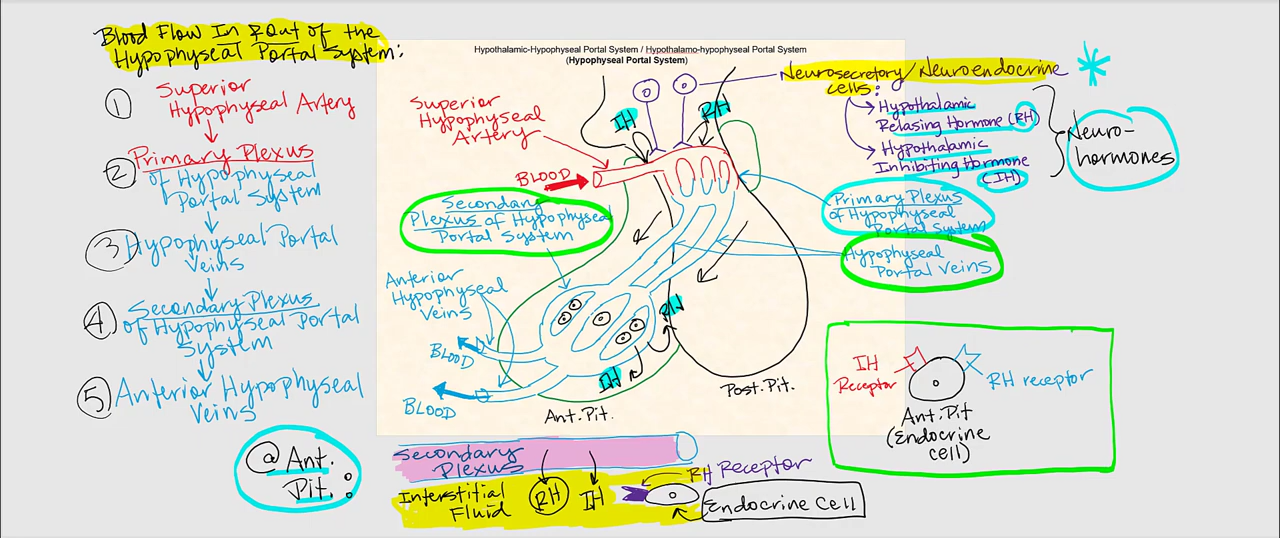 Blood Flow In & Out of the
Hypophyseal Portal System:
① Superior
Hypophyseal Artery
② Primary Plexus
of Hypophyseal
Portal System
③ Hypophyseal Portal
Veins
④ Secondary Plexus
of Hypophyseal Portal
System
⑤ Anterior Hypophyseal
Veins
@ Ant.
Pit. :
Hypothalamic-Hypophyseal Portal System / Hypothalamo-hypophyseal Portal System
(Hypophyseal Portal System)
Superior
Hypophyseal
Artery
BLOOD
IH
RH
Secondary
Plexus of Hypophyseal
Portal System
Anterior
Hypophyseal
Veins
BLOOD
BLOOD
Ant. Pit.
Post. Pit.
RH
IH
Neurosecretory/Neuroendocrine
cells:
Hypothalamic
Relasing Hormone (RH)
Hypothalamic
Inhibiting Hormone
(IH)
Neuro-
hormones
Primary Plexus
of Hypophyseal
Portal System
Hypophyseal
Portal Veins
IH
Receptor
RH receptor
Ant. Pit
(Endocrine
cell)
Secondary
Plexus
Interstitial
Fluid
RH
IH
RH Receptor
Endocrine Cell